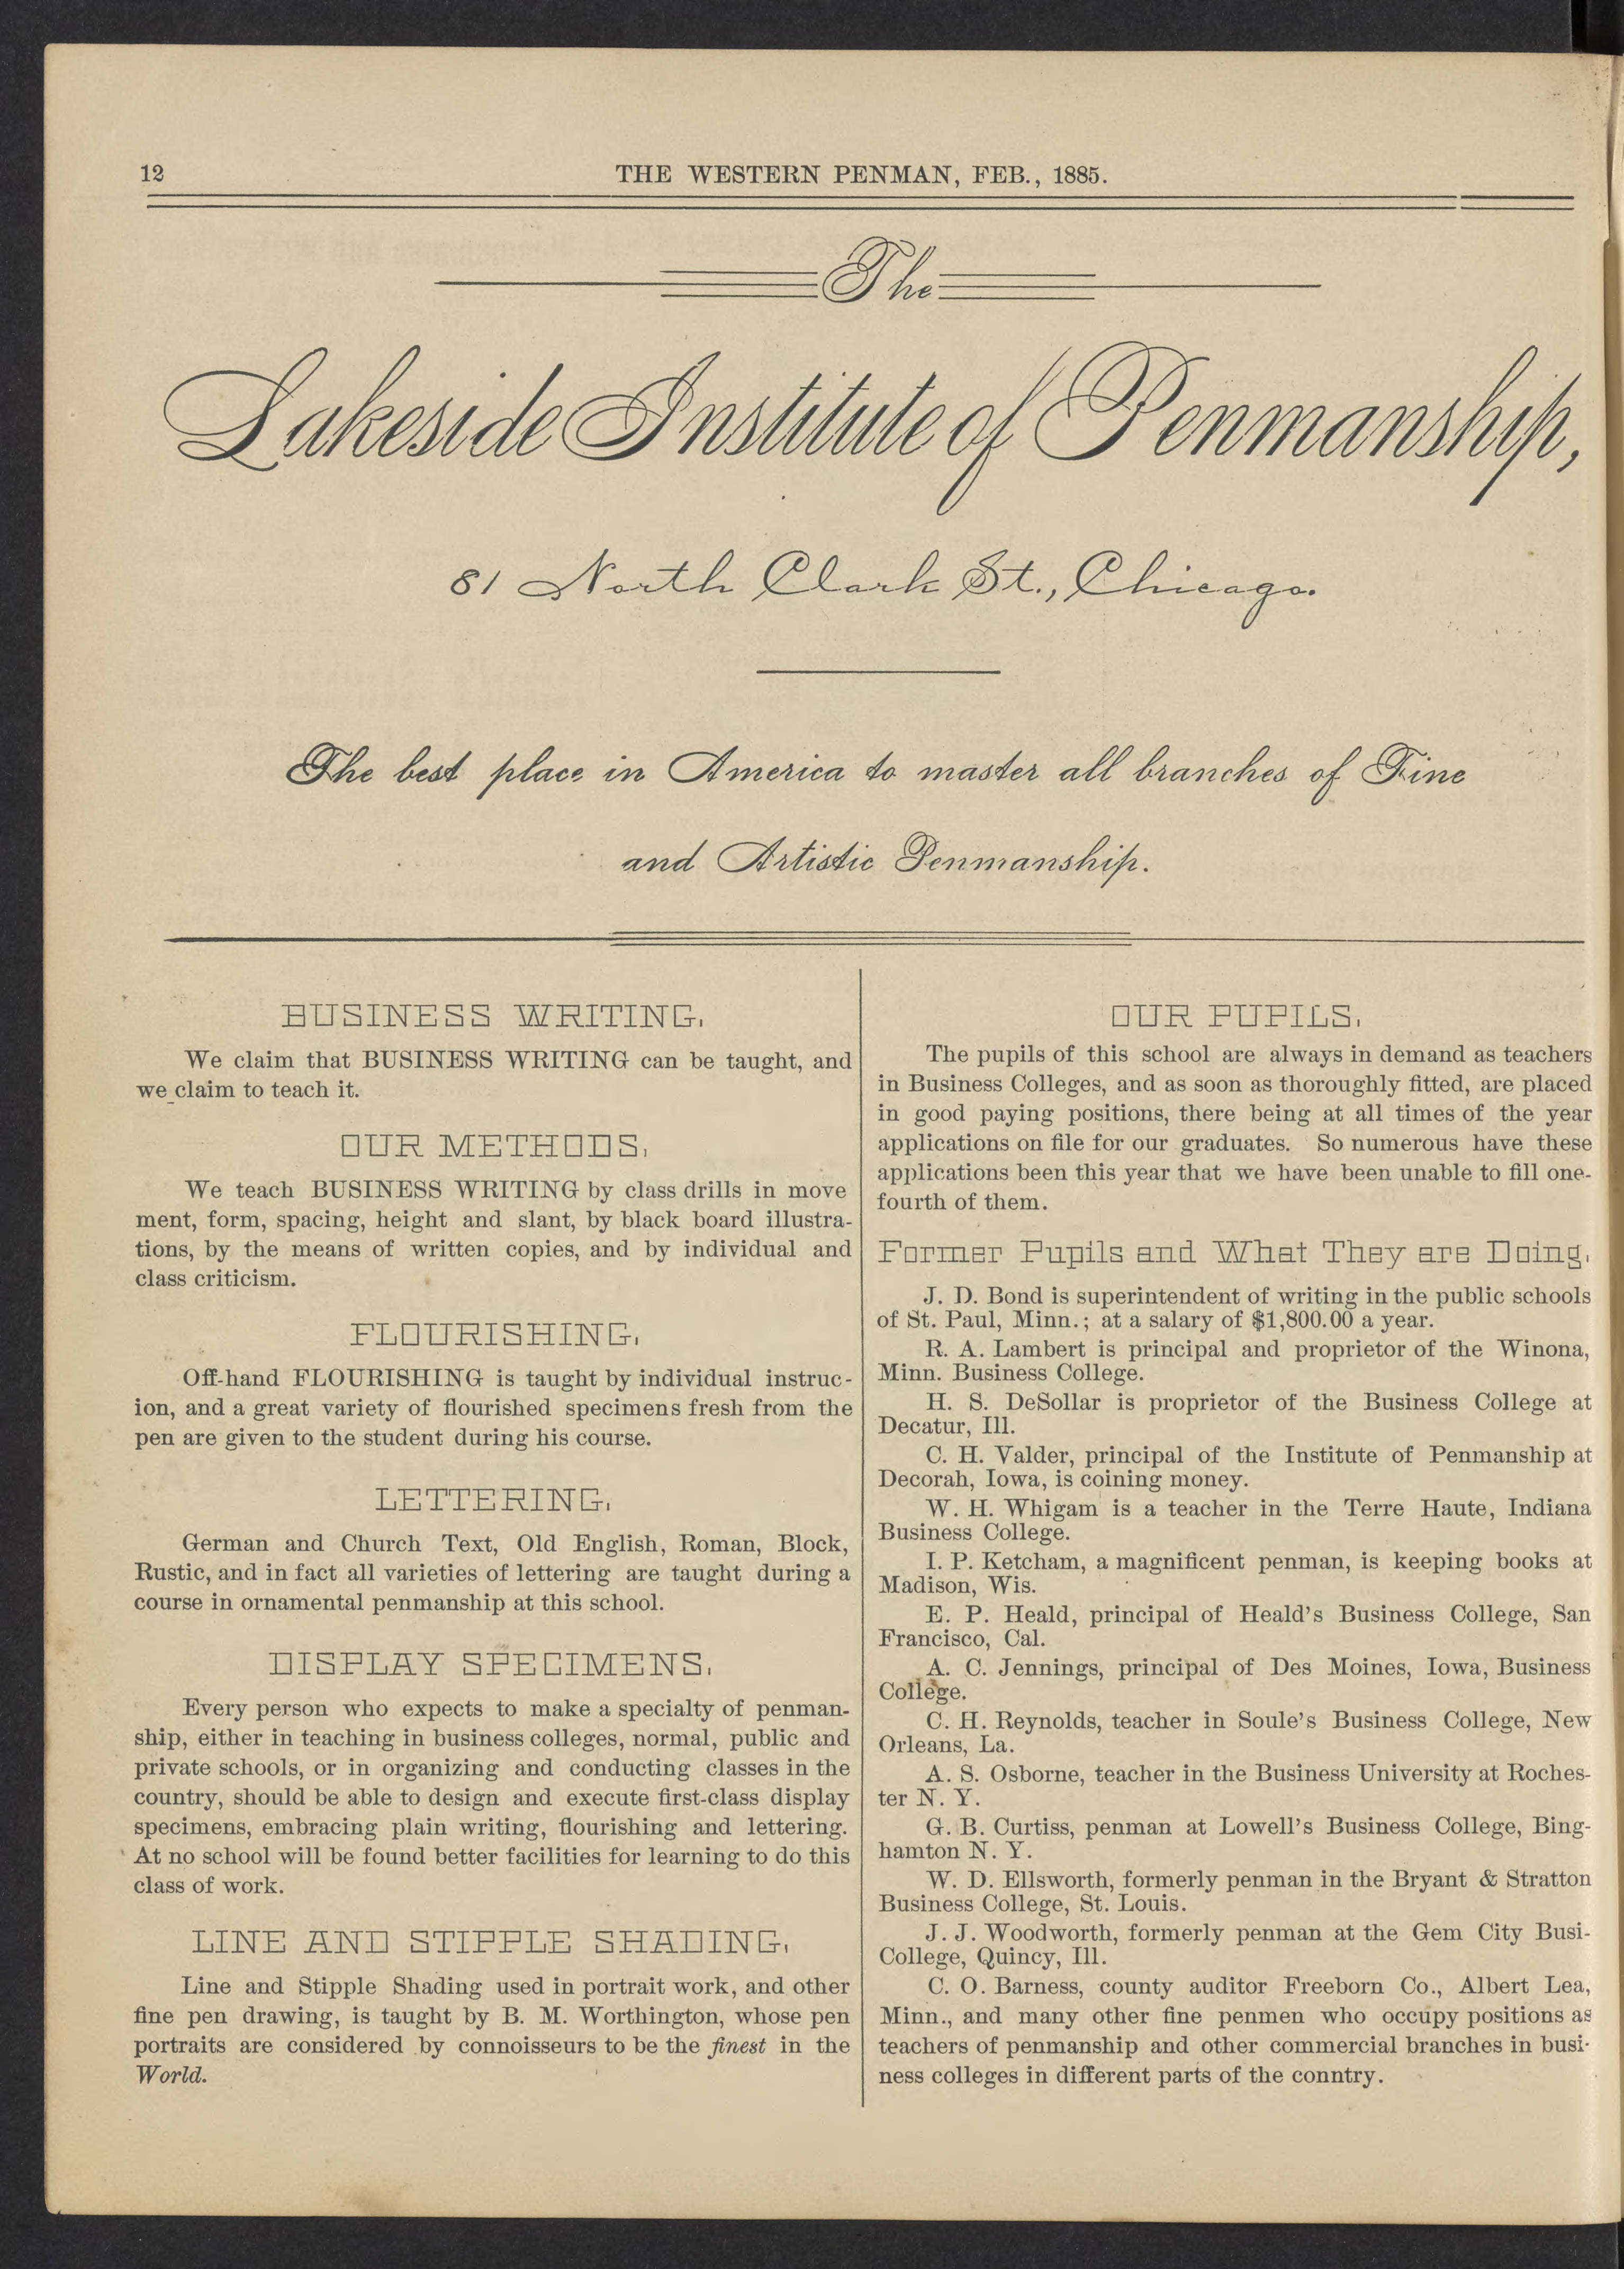 12
THE WESTERN PENMAN, FEB., 1885.
The
Lakeside Institute of Penmanship,
81 North Clark St., Chicago.
The best place in America to master all branches of Fine
and Artistic Penmanship.
BUSINESS WRITING.
We claim that BUSINESS WRITING can be taught, and
we claim to teach it.
OUR METHODS.
We teach BUSINESS WRITING by class drills in move
ment, form, spacing, height and slant, by black board illustra-
tions, by the means of written copies, and by individual and
class criticism.
FLOURISHING.
Off-hand FLOURISHING is taught by individual instruc-
ion, and a great variety of flourished specimens fresh from the
pen are given to the student during his course.
LETTERING.
German and Church Text, Old English, Roman, Block,
Rustic, and in fact all varieties of lettering are taught during a
course in ornamental penmanship at this school.
DISPLAY SPECIMENS.
Every person who expects to make a specialty of penman-
ship, either in teaching in business colleges, normal, public and
private schools, or in organizing and conducting classes in the
country, should be able to design and execute first-class display
specimens, embracing plain writing, flourishing and lettering.
At no school will be found better facilities for learning to do this
class of work.
LINE AND STIPPLE SHADING.
Line and Stipple Shading used in portrait work, and other
fine pen drawing, is taught by B. M. Worthington, whose pen
portraits are considered by connoisseurs to be the finest in the
World.
OUR PUPILS.
The pupils of this school are always in demand as teachers
in Business Colleges, and as soon as thoroughly fitted, are placed
in good paying positions, there being at all times of the year
applications on file for our graduates. So numerous have these
applications been this year that we have been unable to fill one-
fourth of them.
Former Pupils and What They are Doing.
J. D. Bond is superintendent of writing in the public schools
of St. Paul, Minn.; at a salary of $1,800.00 a year.
R. A. Lambert is principal and proprietor of the Winona,
Minn. Business College.
H. S. DeSollar is proprietor of the Business College at
Decatur, Ill.
C. H. Valder, principal of the Institute of Penmanship at
Decorah, Iowa, is coining money.
W. H. Whigam is a teacher in the Terre Haute, Indiana
Business College.
I. P. Ketcham, a magnificent penman, is keeping books at
Madison, Wis.
E. P. Heald, principal of Heald's Business College, San
Francisco, Cal.
A. C. Jennings, principal of Des Moines, Iowa, Business
College.
C. H. Reynolds, teacher in Soule's Business College, New
Orleans, La.
A. S. Osborne, teacher in the Business University at Roches-
ter N. Y.
G. B. Curtiss, penman at Lowell's Business College, Bing-
hamton N. Y.
W. D. Ellsworth, formerly penman in the Bryant & Stratton
Business College, St. Louis.
J. J. Woodworth, formerly penman at the Gem City Busi-
College, Quincy, Ill.
C. O. Barness, county auditor Freeborn Co., Albert Lea,
Minn., and many other fine penmen who occupy positions as
teachers of penmanship and other commercial branches in busi-
ness colleges in different parts of the conntry.